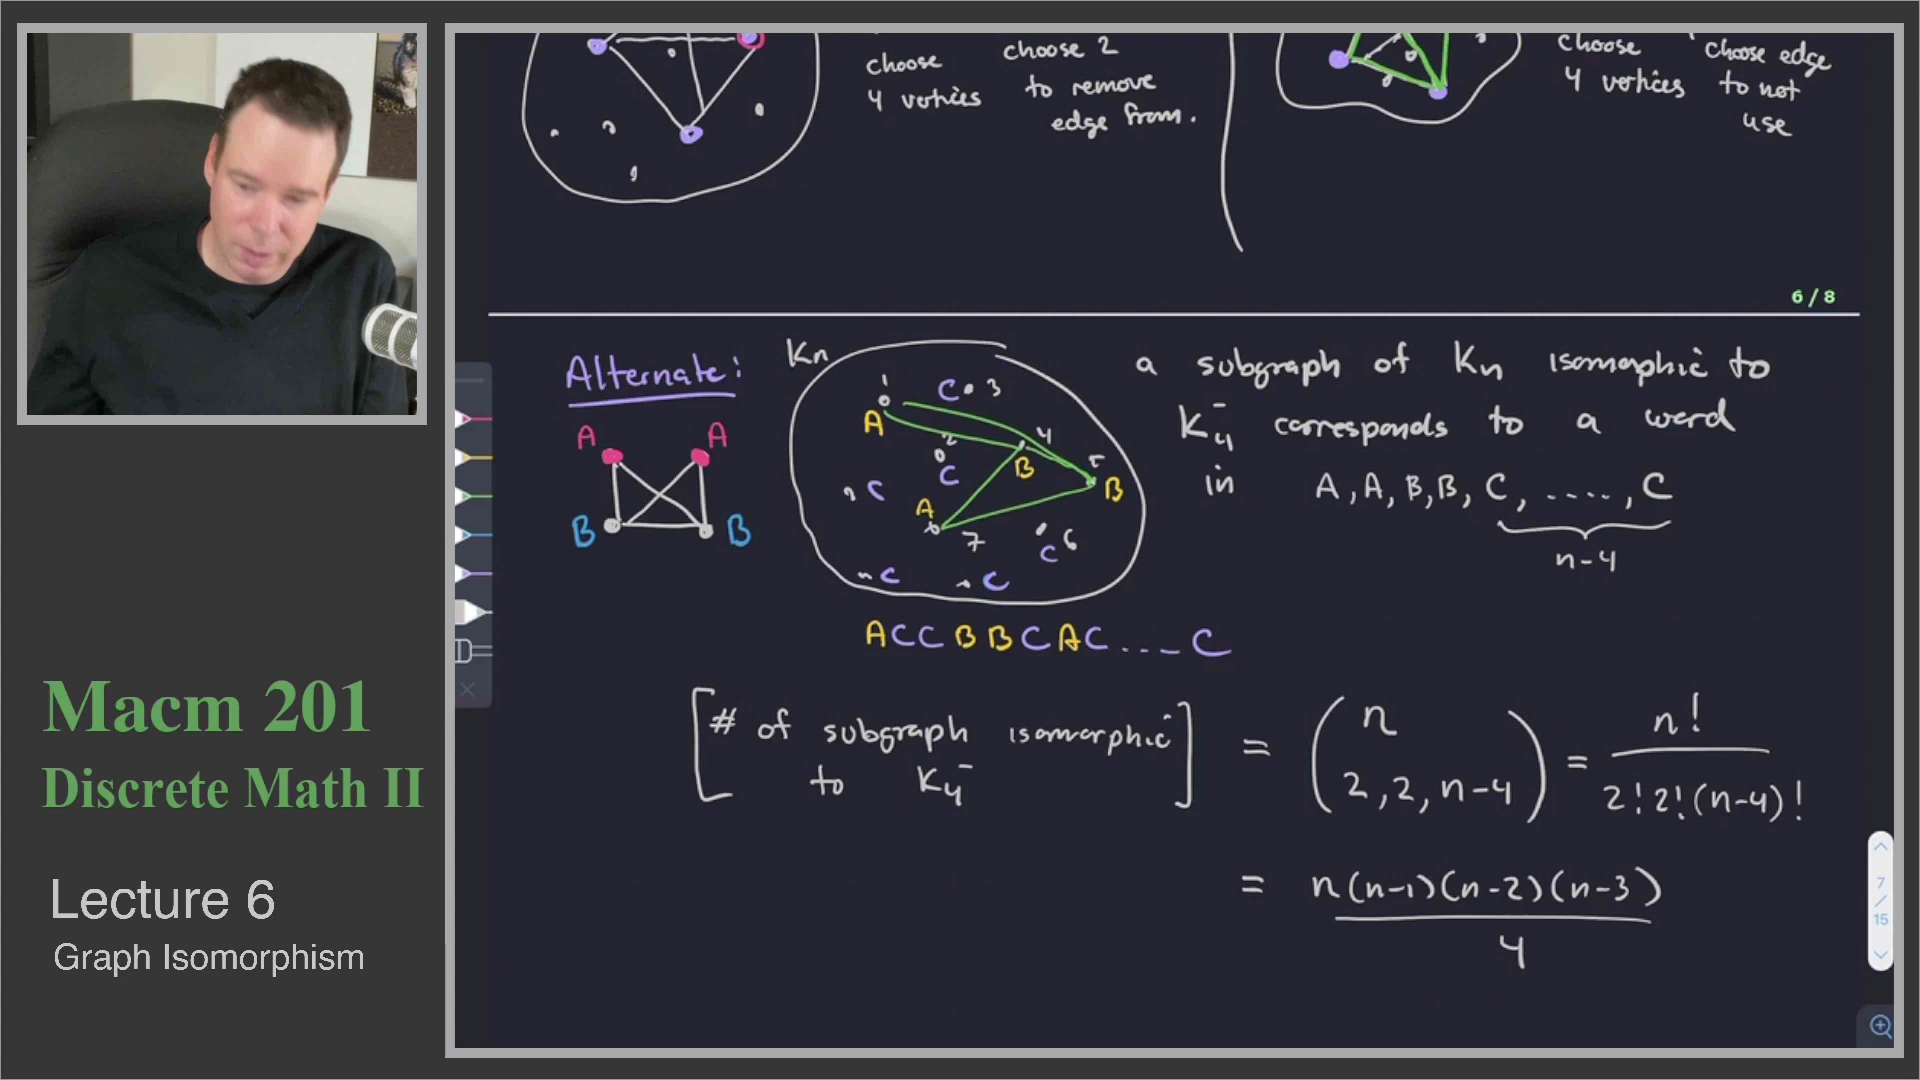 choose
4 vertices
choose 2
to remove
edge from.
choose
4 vertices
choose edge
to not
use
6 / 8
Alternate:
A A
B B
Kn
1 C 3
A 2 4 5
C B B
C A
7 C 6
C C
a subgraph of Kn isomorphic to
K4- corresponds to a word
in A, A, B, B, C, ....., C
n-4
A C C B B C A C .... C
[ # of subgraph isomorphic
to K4- ] = ( n
2, 2, n-4 ) = n!
2! 2! (n-4)!
= n(n-1)(n-2)(n-3)
4
Macm 201
Discrete Math II
Lecture 6
Graph Isomorphism
7
/
15